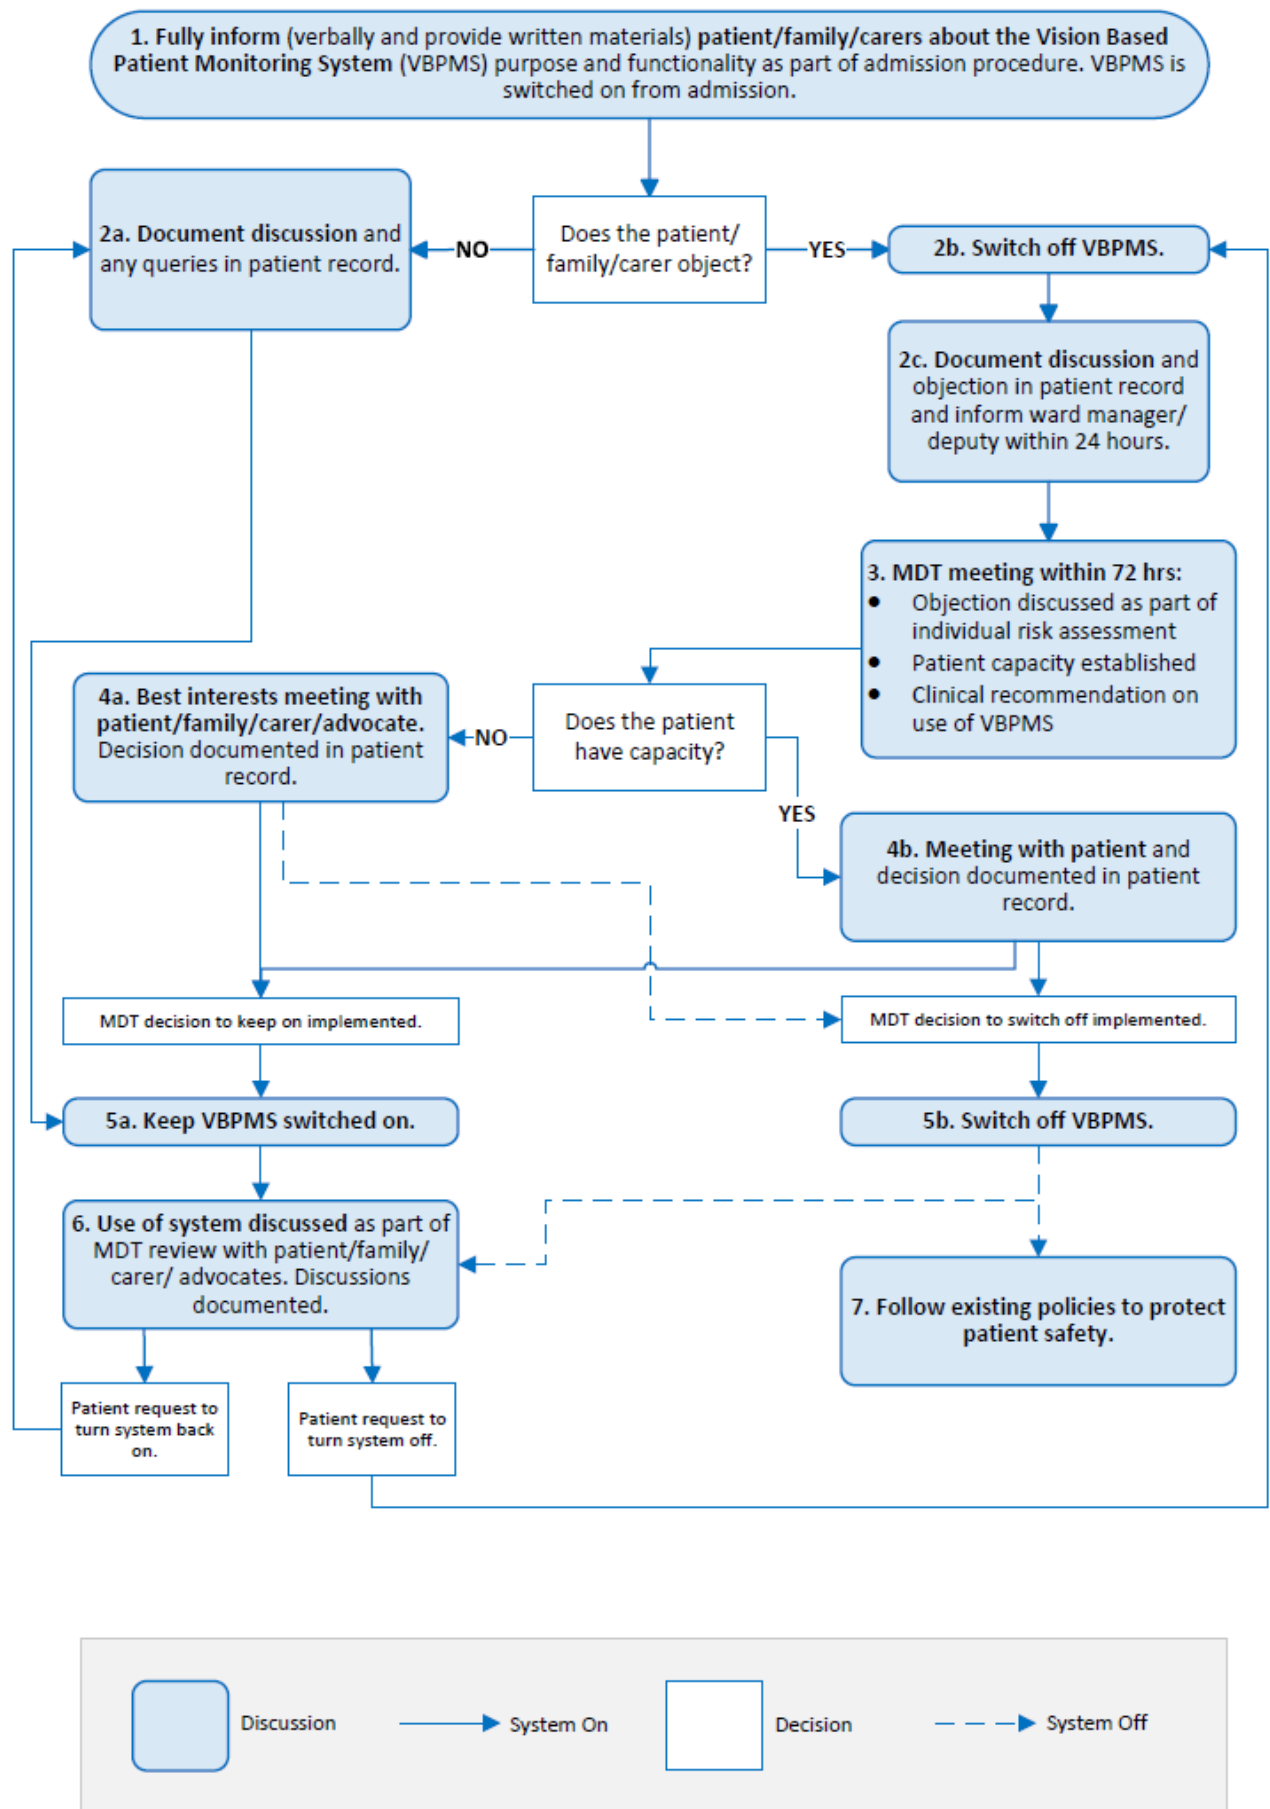 1. Fully inform (verbally and provide written materials) patient/family/carers about the Vision Based
Patient Monitoring System (VBPMS) purpose and functionality as part of admission procedure. VBPMS is
switched on from admission.
2a. Document discussion and
any queries in patient record.
NO
Does the patient/
family/carer object?
YES
2b. Switch off VBPMS.
2c. Document discussion and
objection in patient record
and inform ward manager/
deputy within 24 hours.
3. MDT meeting within 72 hrs:
● Objection discussed as part of
individual risk assessment
● Patient capacity established
● Clinical recommendation on
use of VBPMS
4a. Best interests meeting with
patient/family/carer/advocate.
Decision documented in patient
record.
NO
Does the patient
have capacity?
YES
4b. Meeting with patient and
decision documented in patient
record.
MDT decision to keep on implemented.
MDT decision to switch off implemented.
5a. Keep VBPMS switched on.
5b. Switch off VBPMS.
6. Use of system discussed as part of
MDT review with patient/family/
carer/ advocates. Discussions
documented.
7. Follow existing policies to protect
patient safety.
Patient request to
turn system back
on.
Patient request to
turn system off.
Discussion
System On
Decision
System Off